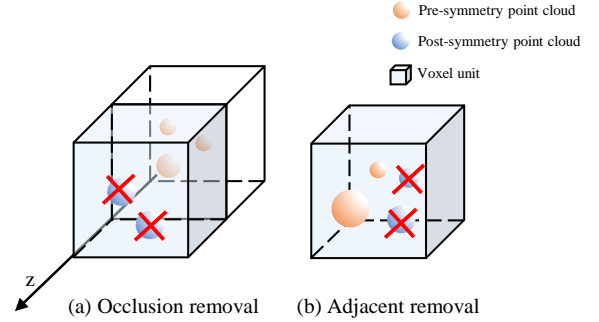 Pre-symmetry point cloud
Post-symmetry point cloud
Voxel unit
z
(a) Occlusion removal
(b) Adjacent removal